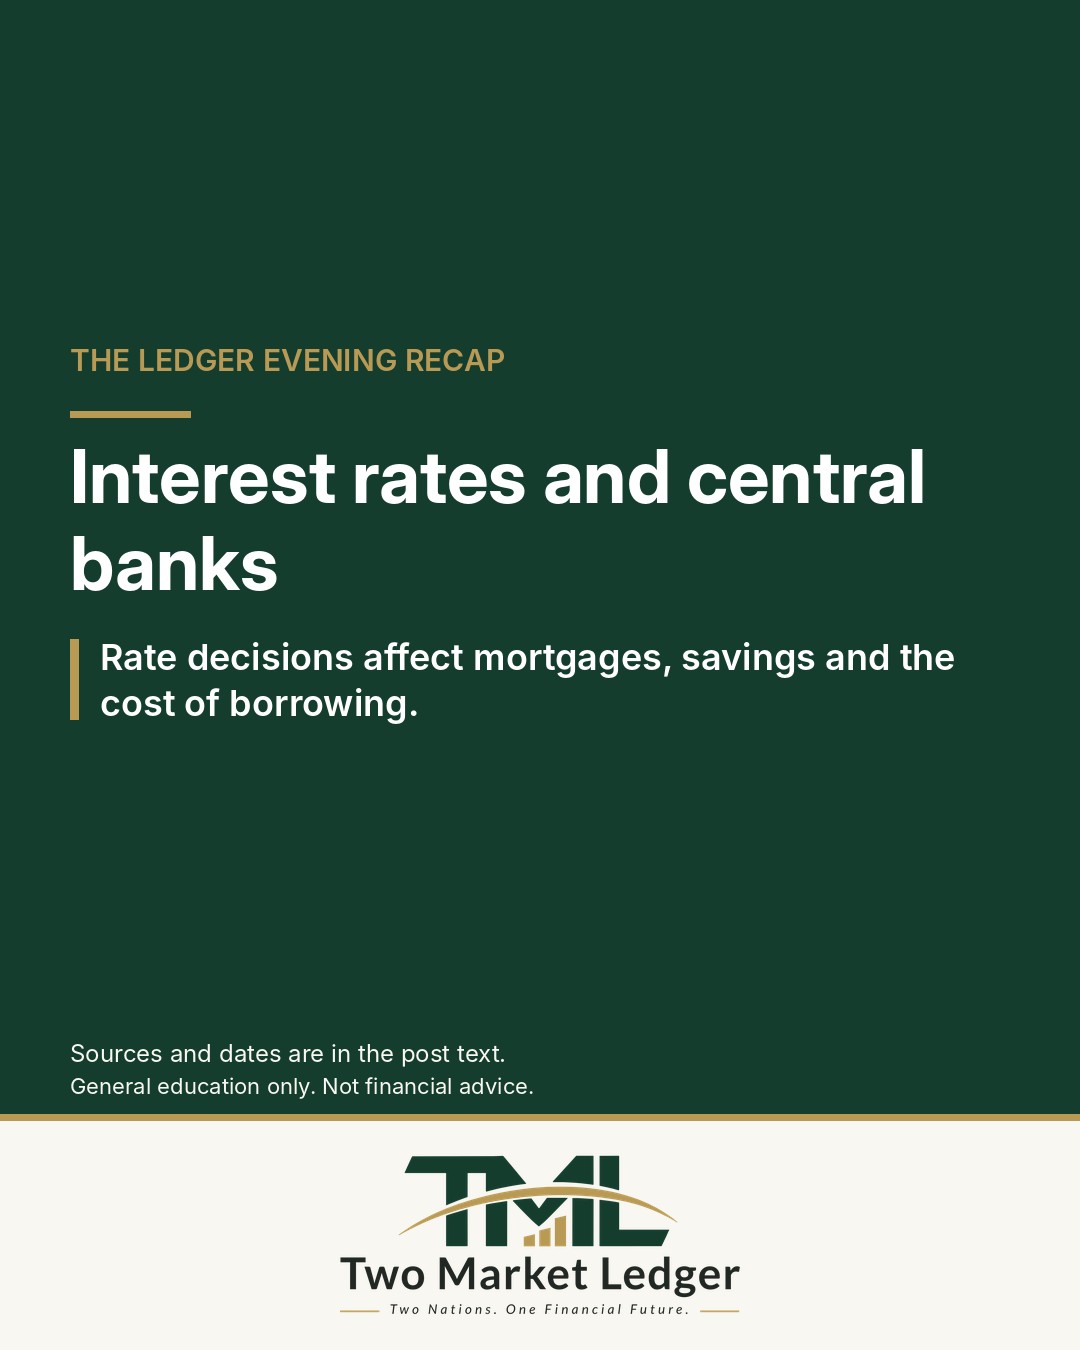 THE LEDGER EVENING RECAP
Interest rates and central
banks
Rate decisions affect mortgages, savings and the
cost of borrowing.
Sources and dates are in the post text.
General education only. Not financial advice.
TML
Two Market Ledger
Two Nations. One Financial Future.